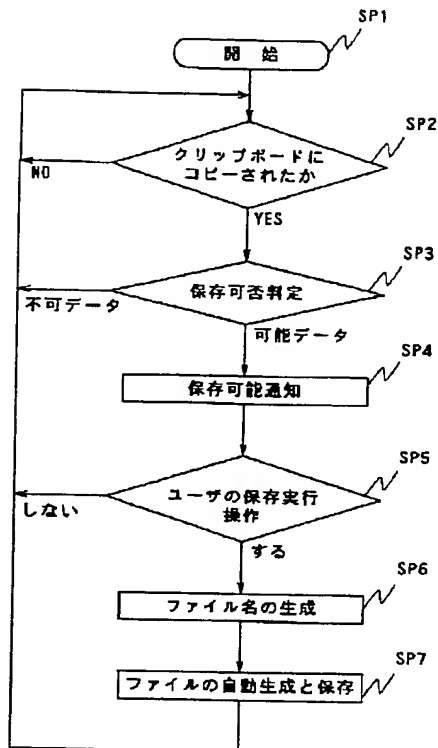 SP1
開始
SP2
クリップボードに
コピーされたか
NO
YES
SP3
保存可否判定
不可データ
可能データ
SP4
保存可能通知
SP5
ユーザの保存実行
操作
しない
する
SP6
ファイル名の生成
SP7
ファイルの自動生成と保存